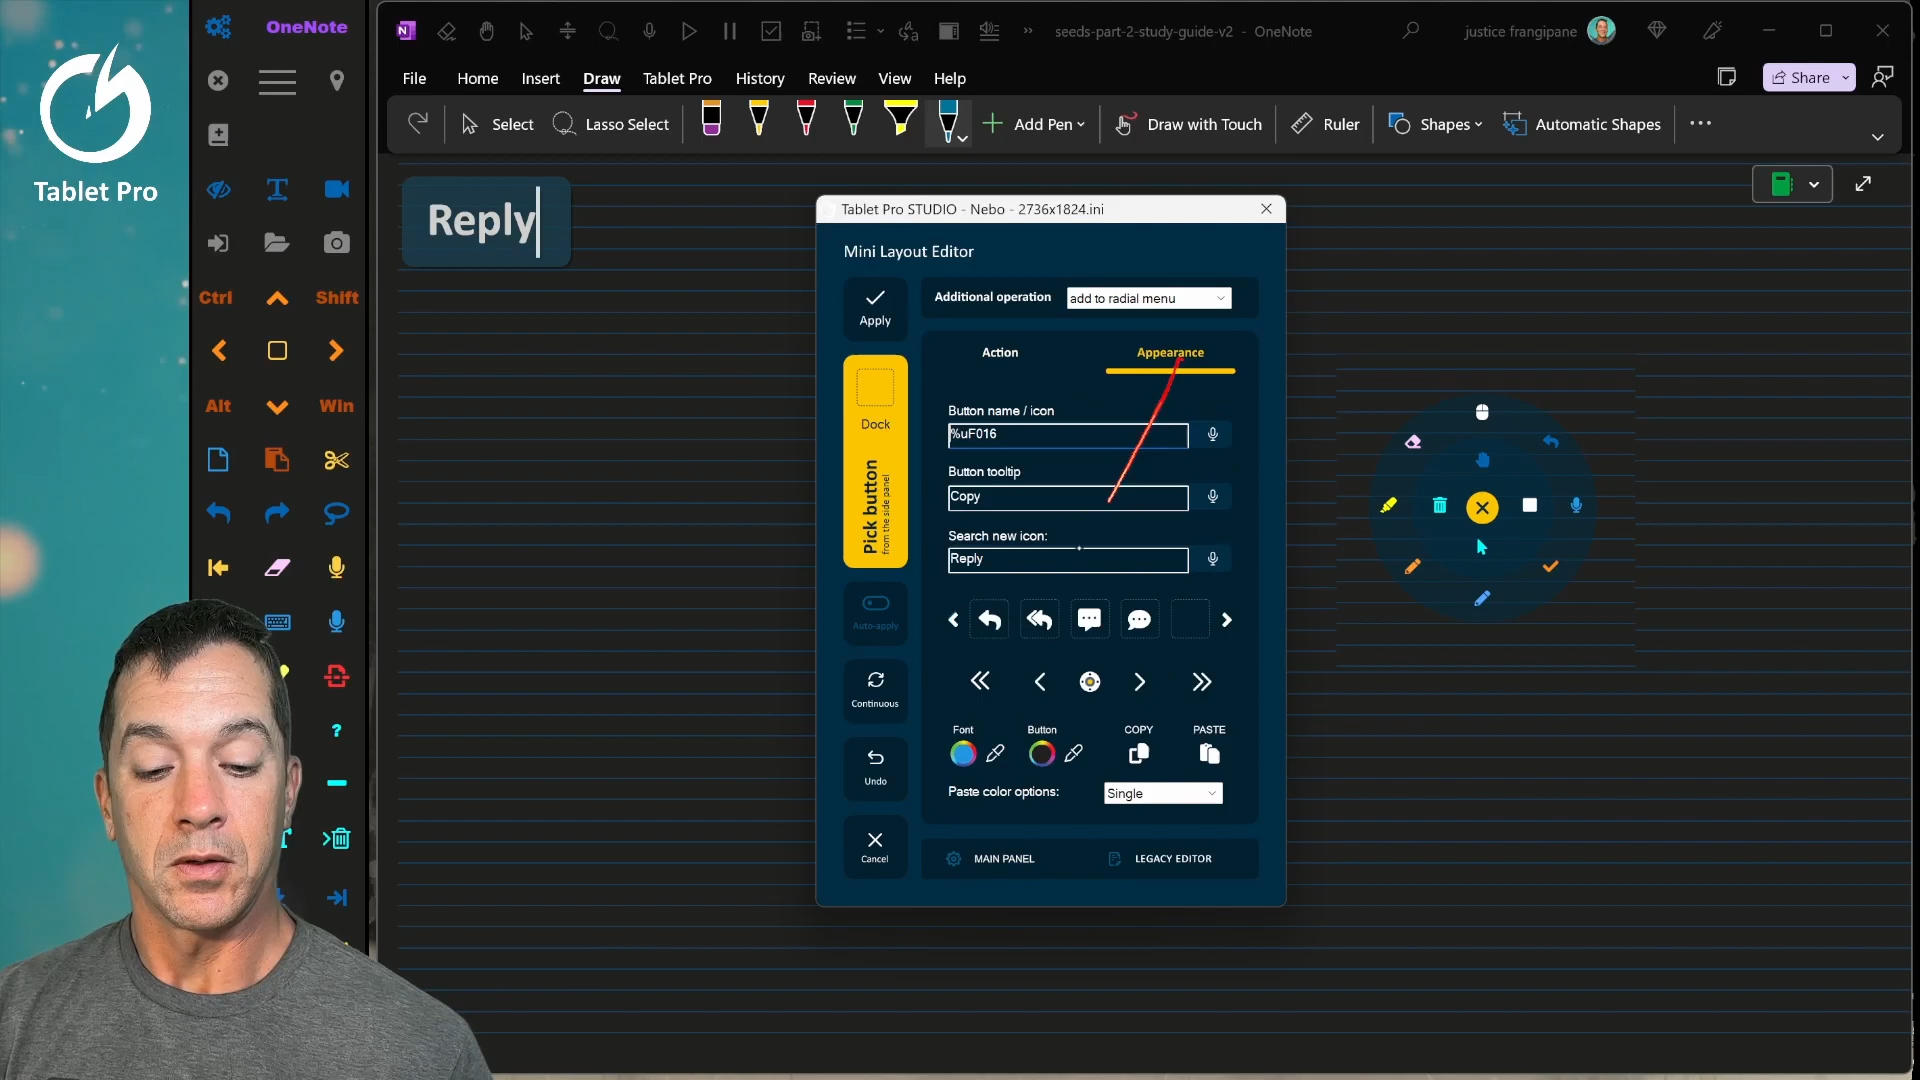 Tablet Pro
OneNote
Ctrl
Shift
Alt
Win
seeds-part-2-study-guide-v2 - OneNote
justice frangipane
File
Home
Insert
Draw
Tablet Pro
History
Review
View
Help
Share
Select
Lasso Select
Add Pen
Draw with Touch
Ruler
Shapes
Automatic Shapes
Reply
Tablet Pro STUDIO - Nebo - 2736x1824.ini
Mini Layout Editor
Apply
Additional operation
add to radial menu
Action
Appearance
Dock
Pick button
from the side panel
Button name / icon
%uF016
Button tooltip
Copy
Search new icon:
Reply
Auto-apply
Continuous
Undo
Cancel
Font
Button
COPY
PASTE
Paste color options:
Single
MAIN PANEL
LEGACY EDITOR